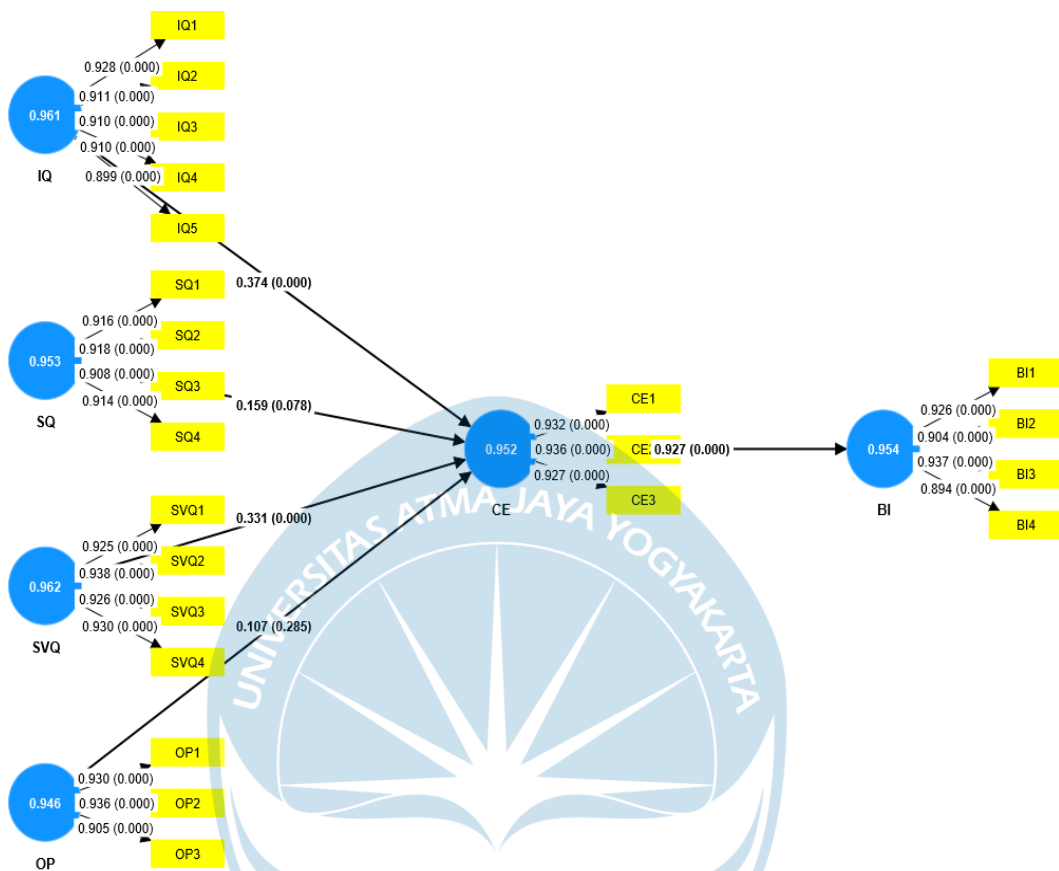 IQ1
0.928 (0.000)
IQ2
0.911 (0.000)
0.961
0.910 (0.000)
IQ3
0.910 (0.000)
IQ4
0.899 (0.000)
IQ
IQ5
0.374 (0.000)
SQ1
0.916 (0.000)
SQ2
0.918 (0.000)
0.953
0.908 (0.000)
SQ3
0.914 (0.000)
0.159 (0.078)
SQ
SQ4
CE1
0.932 (0.000)
0.952
0.936 (0.000)
CE2
0.927 (0.000)
0.927 (0.000)
CE3
CE
BI1
0.926 (0.000)
BI2
0.904 (0.000)
0.954
0.937 (0.000)
BI3
0.894 (0.000)
BI
BI4
SVQ1
0.331 (0.000)
0.925 (0.000)
SVQ2
0.938 (0.000)
0.962
0.926 (0.000)
SVQ3
0.930 (0.000)
SVQ
SVQ4
0.107 (0.285)
UNIVERSITAS ATMA JAYA YOGYAKARTA
OP1
0.930 (0.000)
0.946
0.936 (0.000)
OP2
0.905 (0.000)
OP3
OP